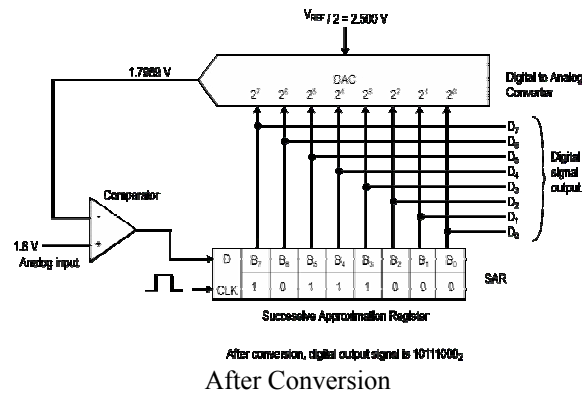 V_REF / 2 = 2.500 V
1.7969 V
DAC
2⁷ 2⁶ 2⁵ 2⁴ 2³ 2² 2¹ 2⁰
Digital to Analog
Converter
D₇
D₆
D₅
D₄
D₃
D₂
D₁
D₀
Digital
signal
output
Comparator
-
+
1.8 V
Analog input
D B₇ B₆ B₅ B₄ B₃ B₂ B₁ B₀
CLK 1 0 1 1 1 0 0 0
SAR
Successive Approximation Register
After conversion, digital output signal is 10111000₂
After Conversion